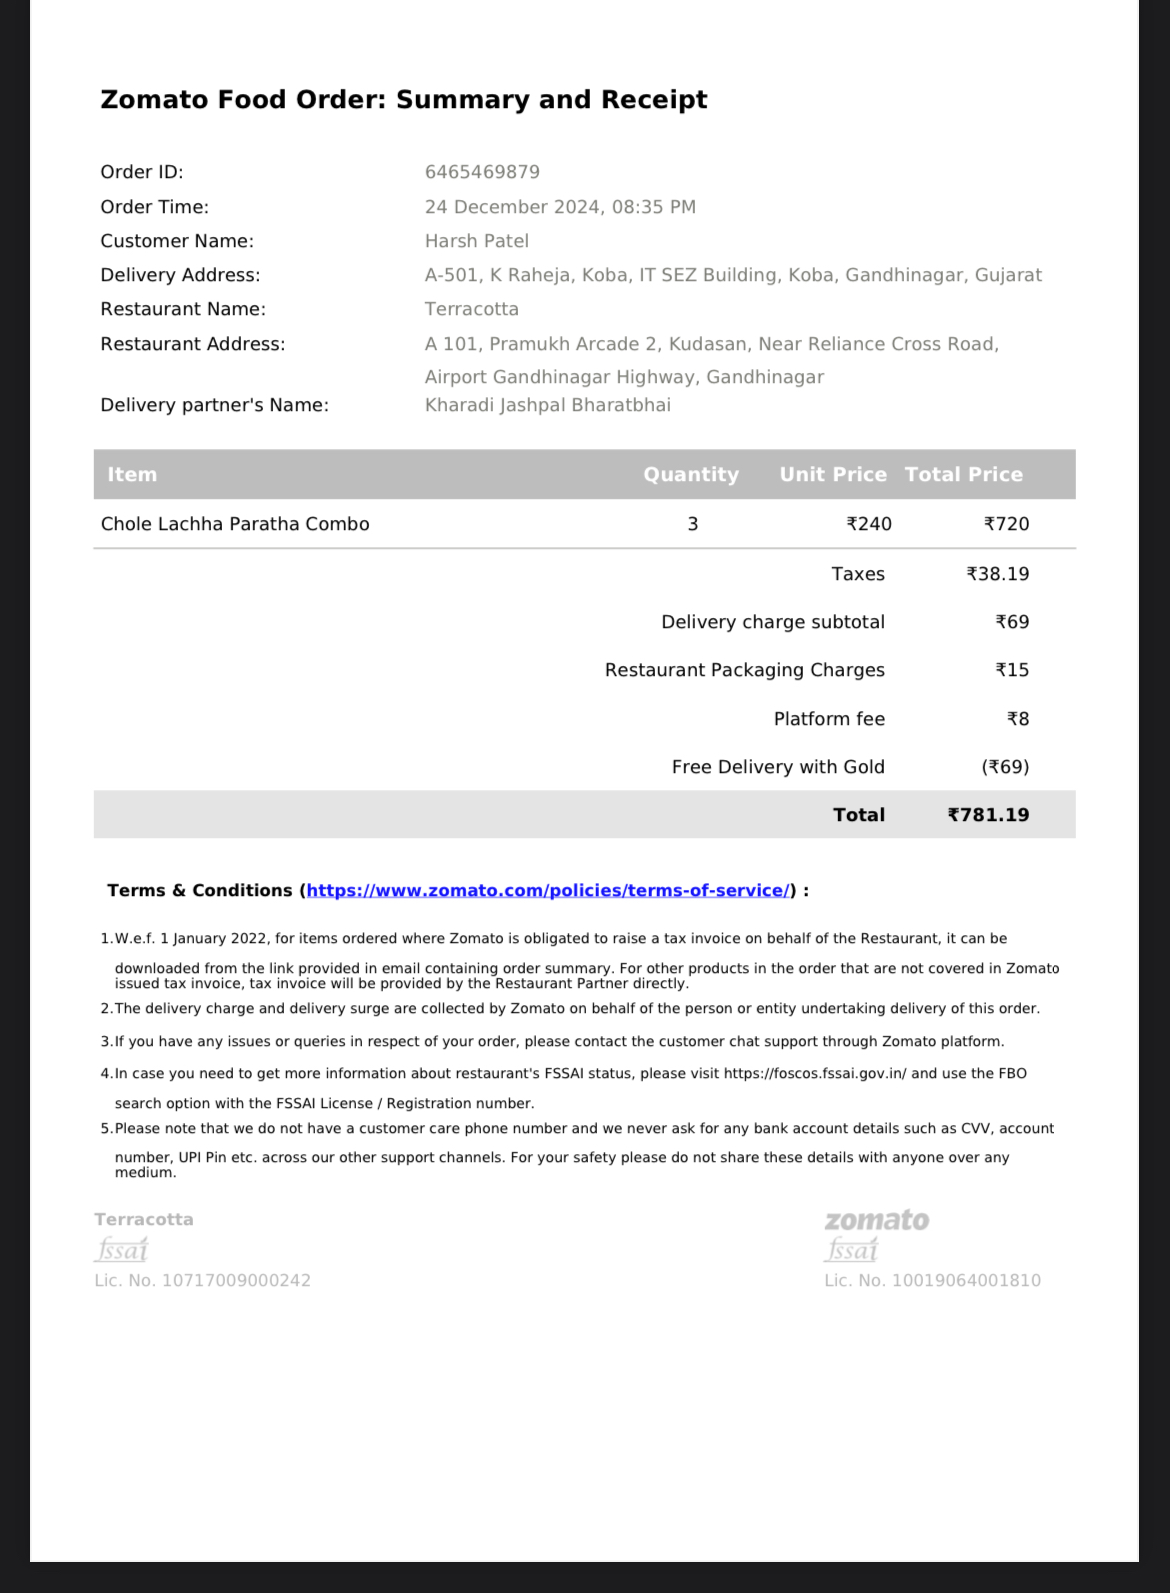 Zomato Food Order: Summary and Receipt
Order ID: 6465469879
Order Time: 24 December 2024, 08:35 PM
Customer Name: Harsh Patel
Delivery Address: A-501, K Raheja, Koba, IT SEZ Building, Koba, Gandhinagar, Gujarat
Restaurant Name: Terracotta
Restaurant Address: A 101, Pramukh Arcade 2, Kudasan, Near Reliance Cross Road,
Airport Gandhinagar Highway, Gandhinagar
Delivery partner's Name: Kharadi Jashpal Bharatbhai
Item Quantity Unit Price Total Price
Chole Lachha Paratha Combo 3 ₹240 ₹720
Taxes ₹38.19
Delivery charge subtotal ₹69
Restaurant Packaging Charges ₹15
Platform fee ₹8
Free Delivery with Gold (₹69)
Total ₹781.19
Terms & Conditions (https://www.zomato.com/policies/terms-of-service/) :
1.W.e.f. 1 January 2022, for items ordered where Zomato is obligated to raise a tax invoice on behalf of the Restaurant, it can be
downloaded from the link provided in email containing order summary. For other products in the order that are not covered in Zomato
issued tax invoice, tax invoice will be provided by the Restaurant Partner directly.
2.The delivery charge and delivery surge are collected by Zomato on behalf of the person or entity undertaking delivery of this order.
3.If you have any issues or queries in respect of your order, please contact the customer chat support through Zomato platform.
4.In case you need to get more information about restaurant's FSSAI status, please visit https://foscos.fssai.gov.in/ and use the FBO
search option with the FSSAI License / Registration number.
5.Please note that we do not have a customer care phone number and we never ask for any bank account details such as CVV, account
number, UPI Pin etc. across our other support channels. For your safety please do not share these details with anyone over any
medium.
Terracotta
fssai
Lic. No. 10717009000242
zomato
fssai
Lic. No. 10019064001810